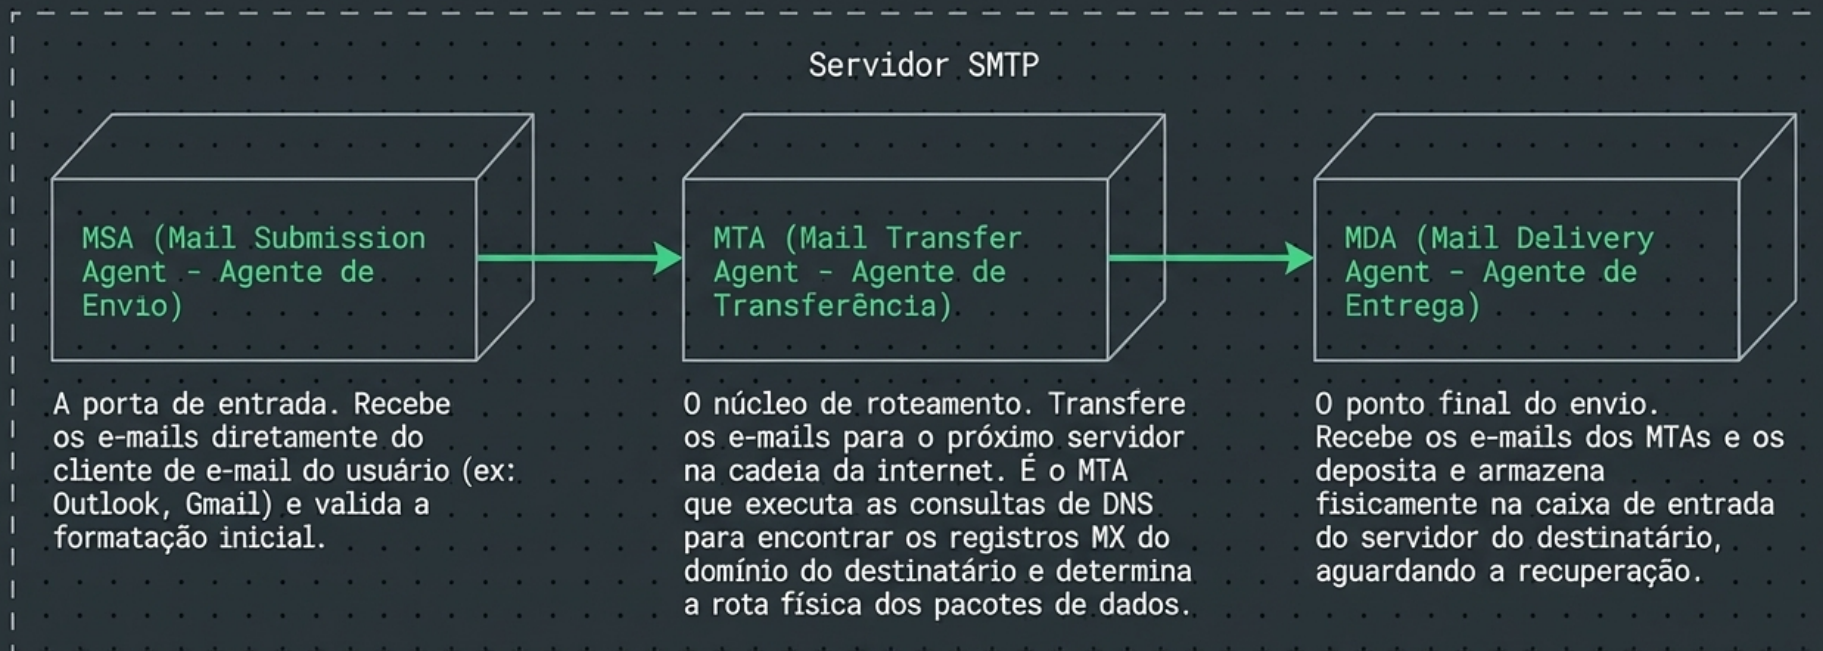 Servidor SMTP
MSA (Mail Submission
Agent - Agente de
Envio)
MTA (Mail Transfer
Agent - Agente de
Transferência)
MDA (Mail Delivery
Agent - Agente de
Entrega)
A porta de entrada. Recebe
os e-mails diretamente do
cliente de e-mail do usuário (ex:
Outlook, Gmail) e valida a
formatação inicial.
O núcleo de roteamento. Transfere
os e-mails para o próximo servidor
na cadeia da internet. É o MTA
que executa as consultas de DNS
para encontrar os registros MX do
domínio do destinatário e determina
a rota física dos pacotes de dados.
O ponto final do envio.
Recebe os e-mails dos MTAs e os
deposita e armazena
fisicamente na caixa de entrada
do servidor do destinatário,
aguardando a recuperação.